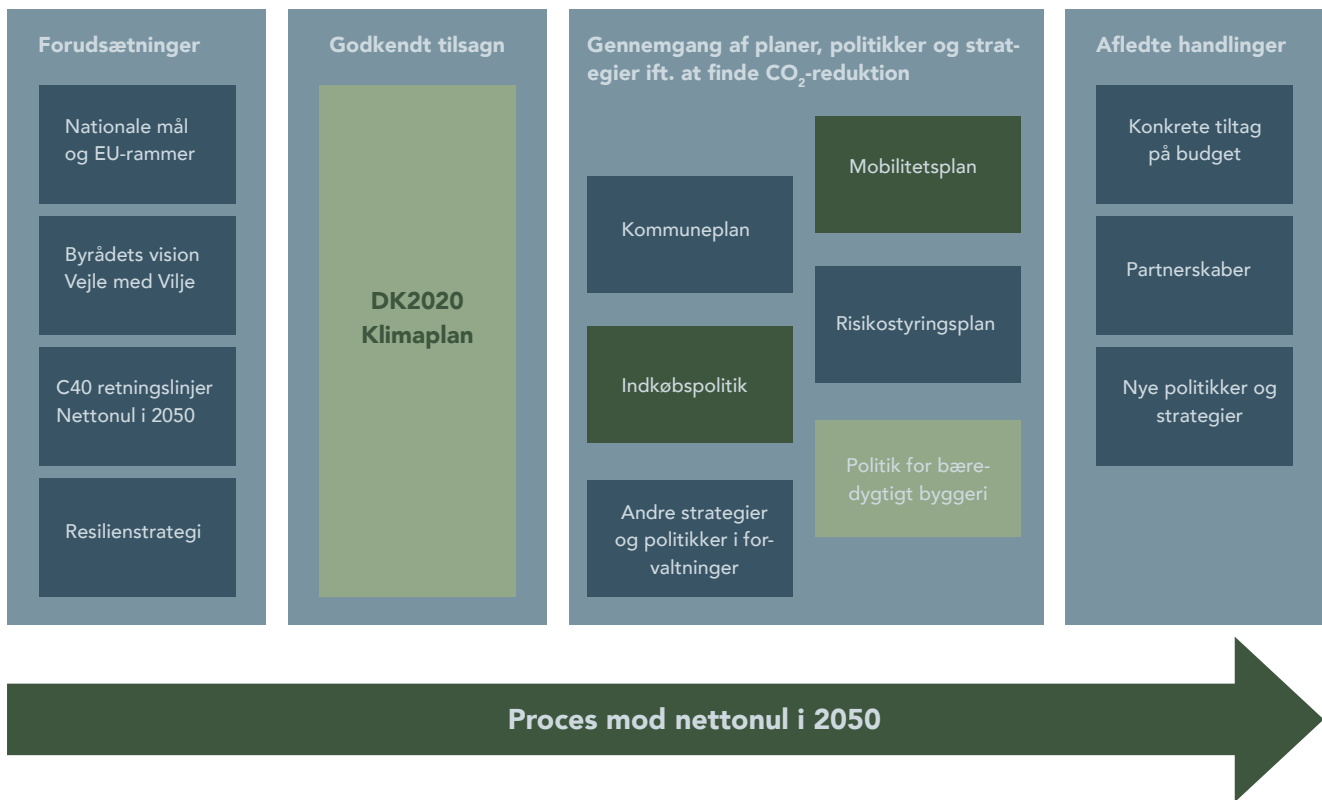 Forudsætninger
Nationale mål
og EU-rammer
Byrådets vision
Vejle med Vilje
C40 retningslinjer
Nettonul i 2050
Resilienstrategi
Godkendt tilsagn
DK2020
Klimaplan
Gennemgang af planer, politikker og strat-
egier ift. at finde CO₂-reduktion
Kommuneplan
Indkøbspolitik
Andre strategier
og politikker i for-
valtninger
Mobilitetsplan
Risikostyringsplan
Politik for bære-
dygtigt byggeri
Afledte handlinger
Konkrete tiltag
på budget
Partnerskaber
Nye politikker og
strategier
Proces mod nettonul i 2050